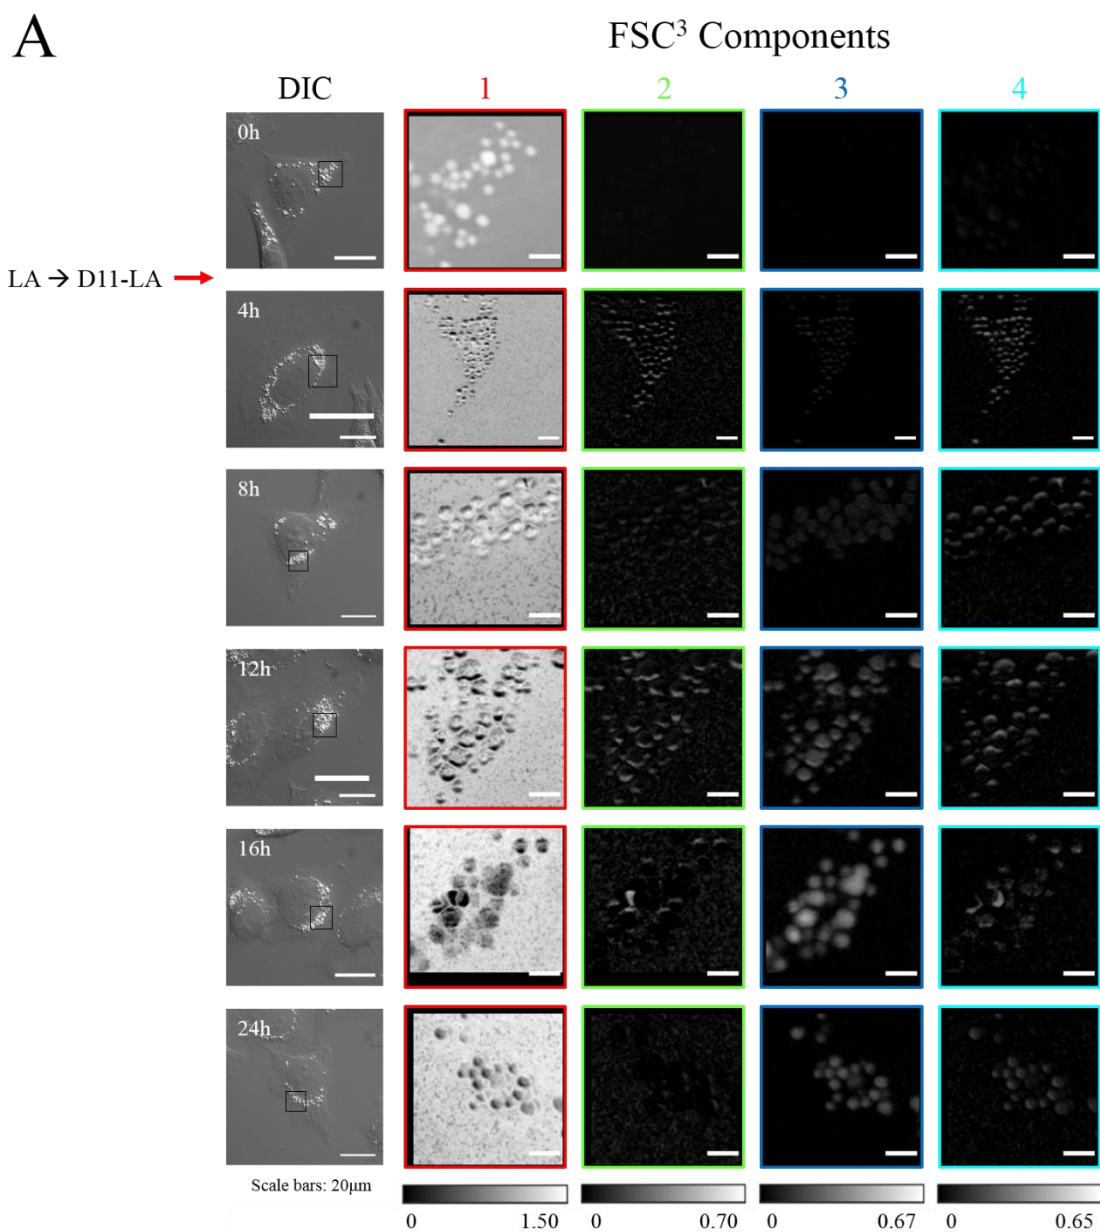 A
FSC³ Components
DIC 1 2 3 4
0h
LA → D11-LA
4h
8h
12h
16h
24h
Scale bars: 20μm
0 1.50 0 0.70 0 0.67 0 0.65